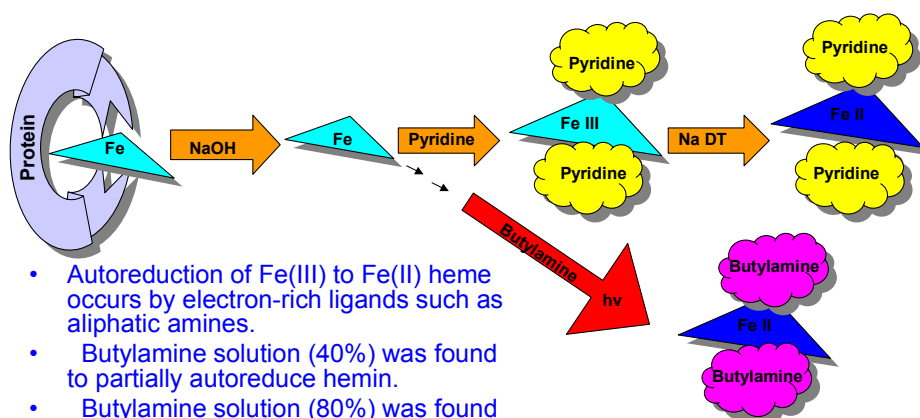 Protein
Fe
NaOH
Fe
Pyridine
Pyridine
Fe III
Pyridine
Na DT
Pyridine
Fe II
Pyridine
Butylamine
hν
Butylamine
Fe II
Butylamine
• Autoreduction of Fe(III) to Fe(II) heme
occurs by electron-rich ligands such as
aliphatic amines.
• Butylamine solution (40%) was found
to partially autoreduce hemin.
• Butylamine solution (80%) was found